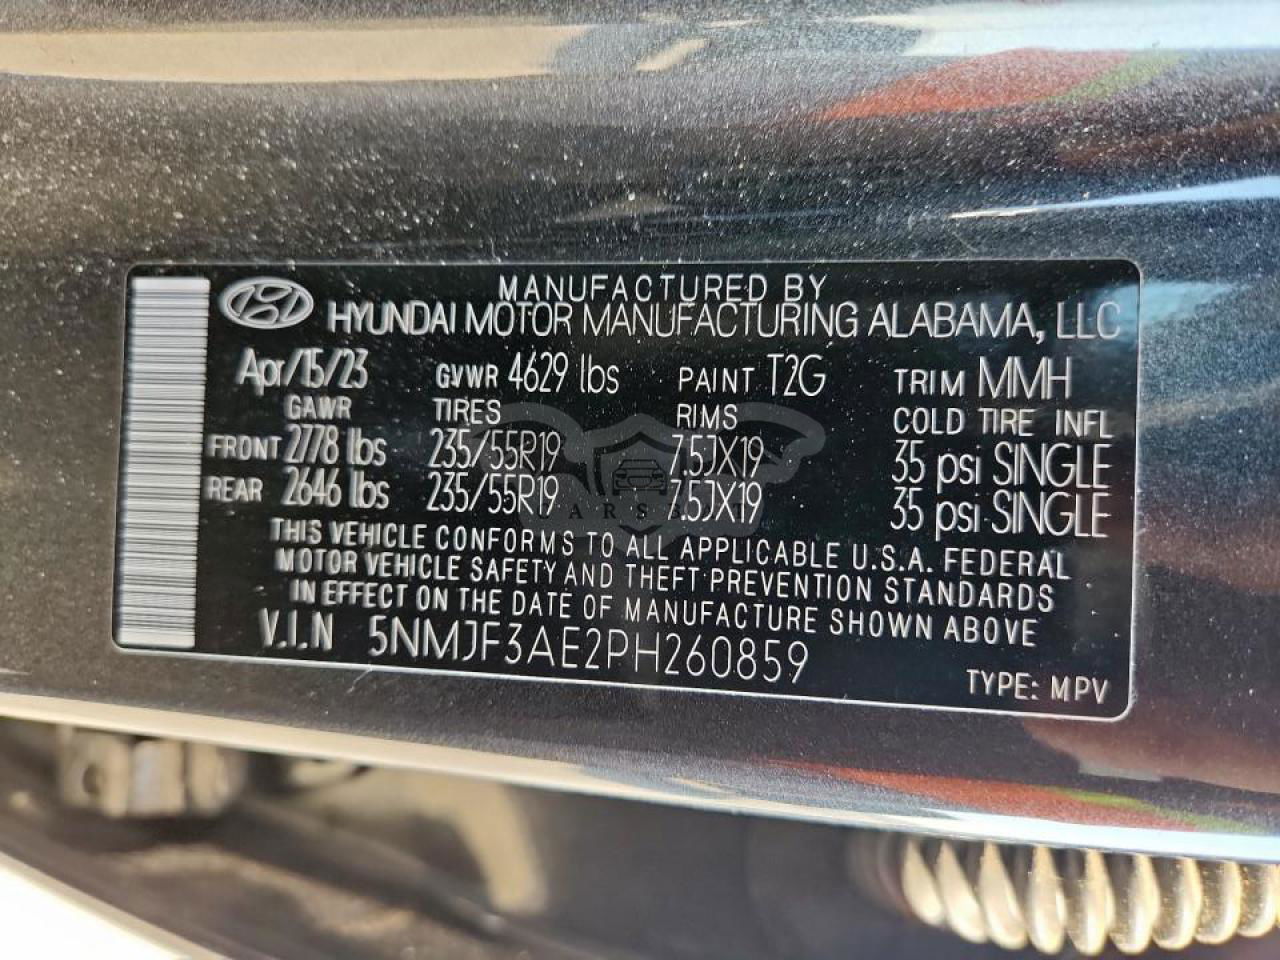 MANUFACTURED BY
HYUNDAI MOTOR MANUFACTURING ALABAMA, LLC
Apr/15/23 GVWR 4629 lbs PAINT T2G TRIM MMH
GAWR TIRES RIMS COLD TIRE INFL
FRONT 2778 lbs 235/55R19 7.5JX19 35 psi SINGLE
REAR 2646 lbs 235/55R19 7.5JX19 35 psi SINGLE
THIS VEHICLE CONFORMS TO ALL APPLICABLE U.S.A. FEDERAL
MOTOR VEHICLE SAFETY AND THEFT PREVENTION STANDARDS
IN EFFECT ON THE DATE OF MANUFACTURE SHOWN ABOVE
V.I.N 5NMJF3AE2PH260859
TYPE: MPV